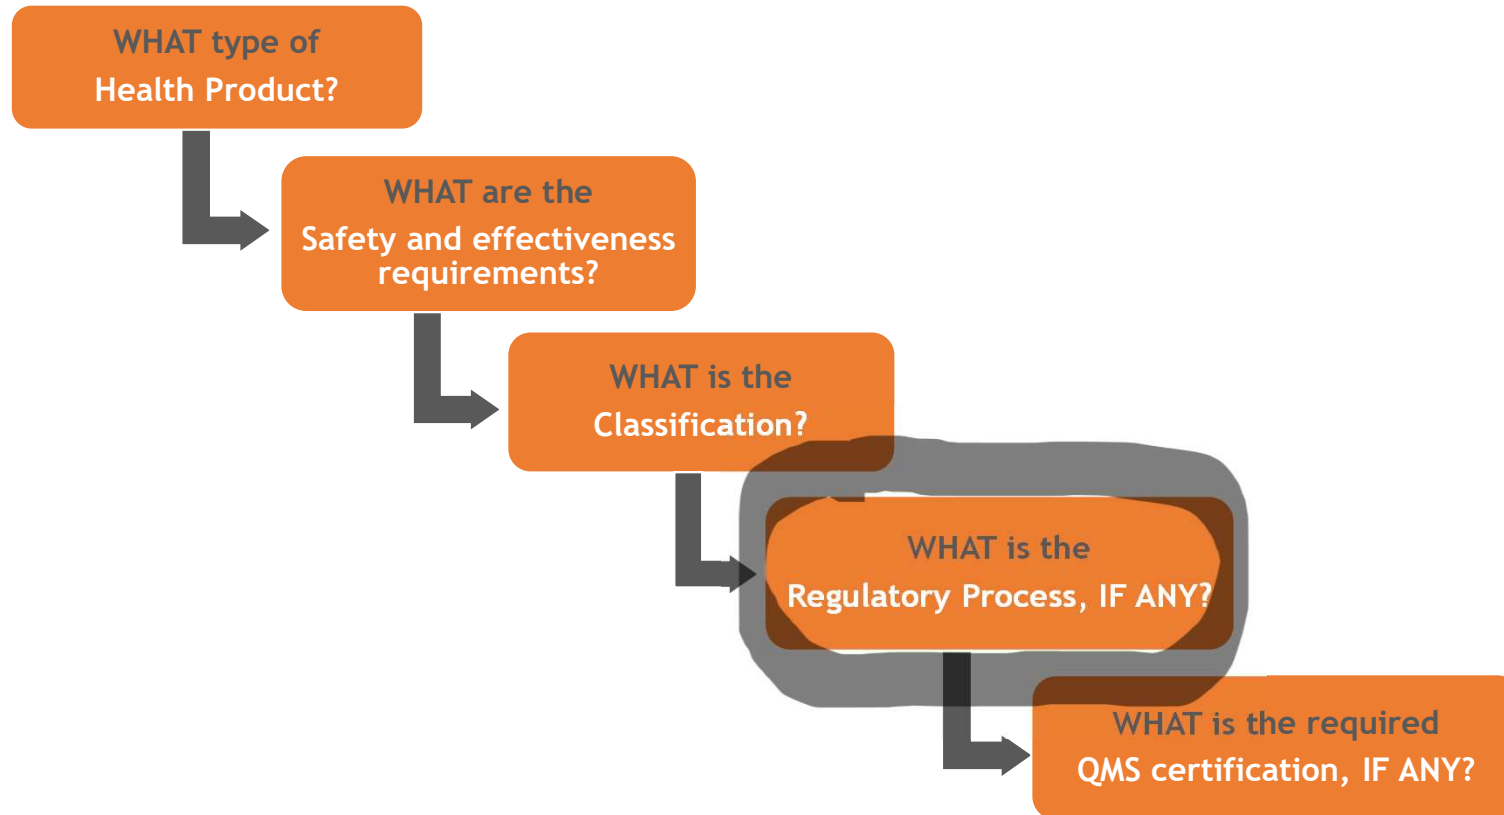 WHAT type of
Health Product?
WHAT are the
Safety and effectiveness
requirements?
WHAT is the
Classification?
WHAT is the
Regulatory Process, IF ANY?
WHAT is the required
QMS certification, IF ANY?